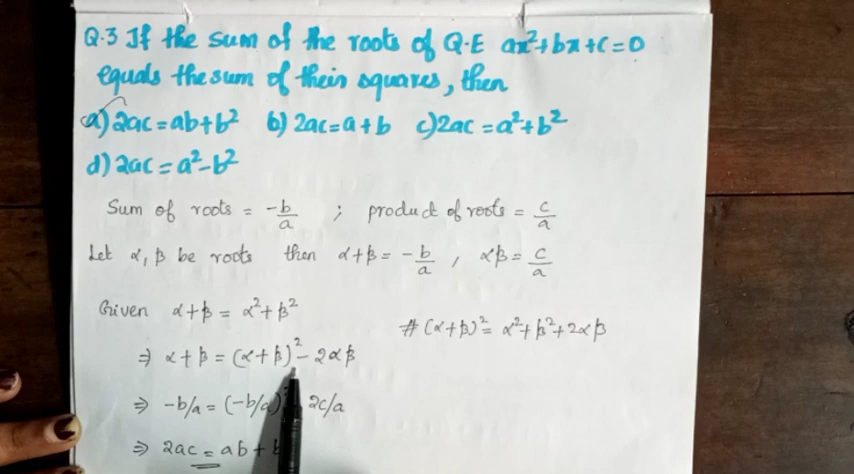 Q.3 If the sum of the roots of Q.E ax²+bx+c=0
equals the sum of their squares, then
a) 2ac=ab+b² b) 2ac=a+b c) 2ac=a²+b²
d) 2ac=a²-b²
Sum of roots = -b/a ; product of roots = c/a
Let α, β be roots then α+β = -b/a , αβ = c/a
Given α+β = α²+β²
# (α+β)² = α²+β²+2αβ
⇒ α+β = (α+β)² - 2αβ
⇒ -b/a = (-b/a) 2c/a
⇒ 2ac = ab+